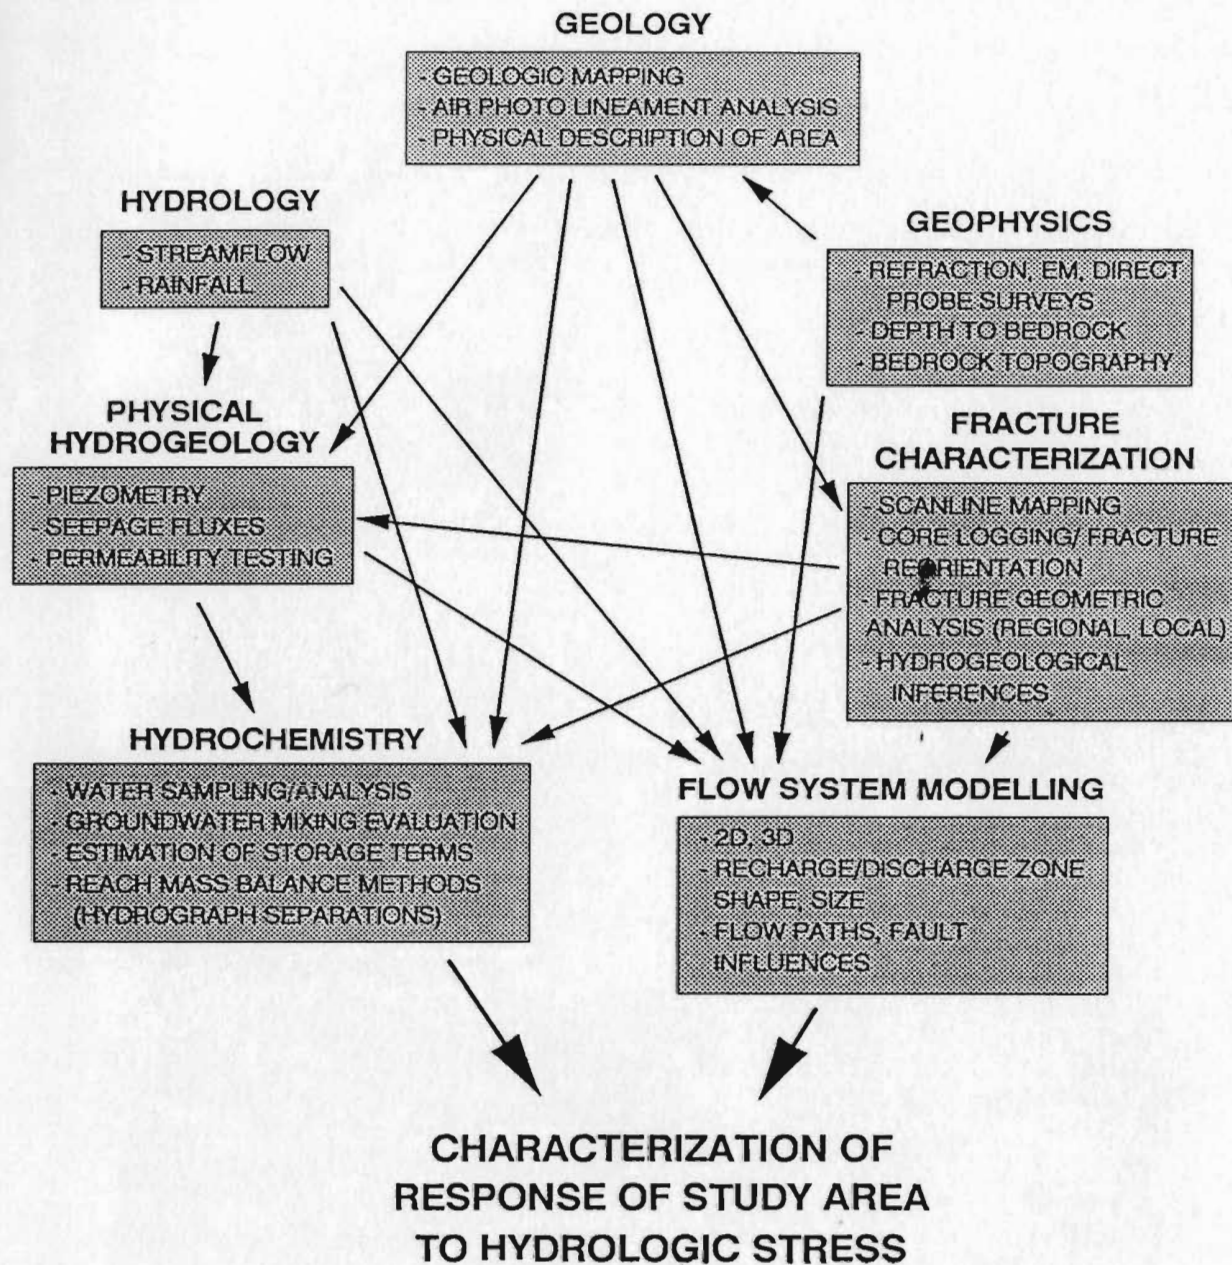 GEOLOGY
- GEOLOGIC MAPPING
- AIR PHOTO LINEAMENT ANALYSIS
- PHYSICAL DESCRIPTION OF AREA
HYDROLOGY
- STREAMFLOW
- RAINFALL
GEOPHYSICS
- REFRACTION, EM, DIRECT
PROBE SURVEYS
- DEPTH TO BEDROCK
- BEDROCK TOPOGRAPHY
PHYSICAL
HYDROGEOLOGY
- PIEZOMETRY
- SEEPAGE FLUXES
- PERMEABILITY TESTING
FRACTURE
CHARACTERIZATION
- SCANLINE MAPPING
- CORE LOGGING/ FRACTURE
REORIENTATION
- FRACTURE GEOMETRIC
ANALYSIS (REGIONAL, LOCAL)
- HYDROGEOLOGICAL
INFERENCES
HYDROCHEMISTRY
- WATER SAMPLING/ANALYSIS
- GROUNDWATER MIXING EVALUATION
- ESTIMATION OF STORAGE TERMS
- REACH MASS BALANCE METHODS
(HYDROGRAPH SEPARATIONS)
FLOW SYSTEM MODELLING
- 2D, 3D
- RECHARGE/DISCHARGE ZONE
SHAPE, SIZE
- FLOW PATHS, FAULT
INFLUENCES
CHARACTERIZATION OF
RESPONSE OF STUDY AREA
TO HYDROLOGIC STRESS